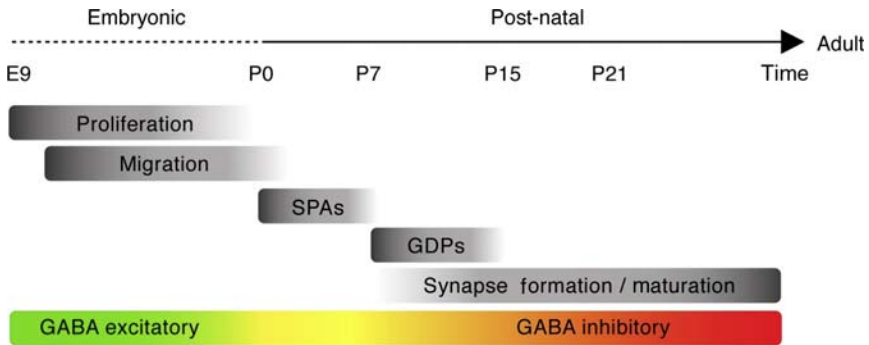 Embryonic Post-natal
Adult
E9 P0 P7 P15 P21 Time
Proliferation
Migration
SPAs
GDPs
Synapse formation / maturation
GABA excitatory GABA inhibitory